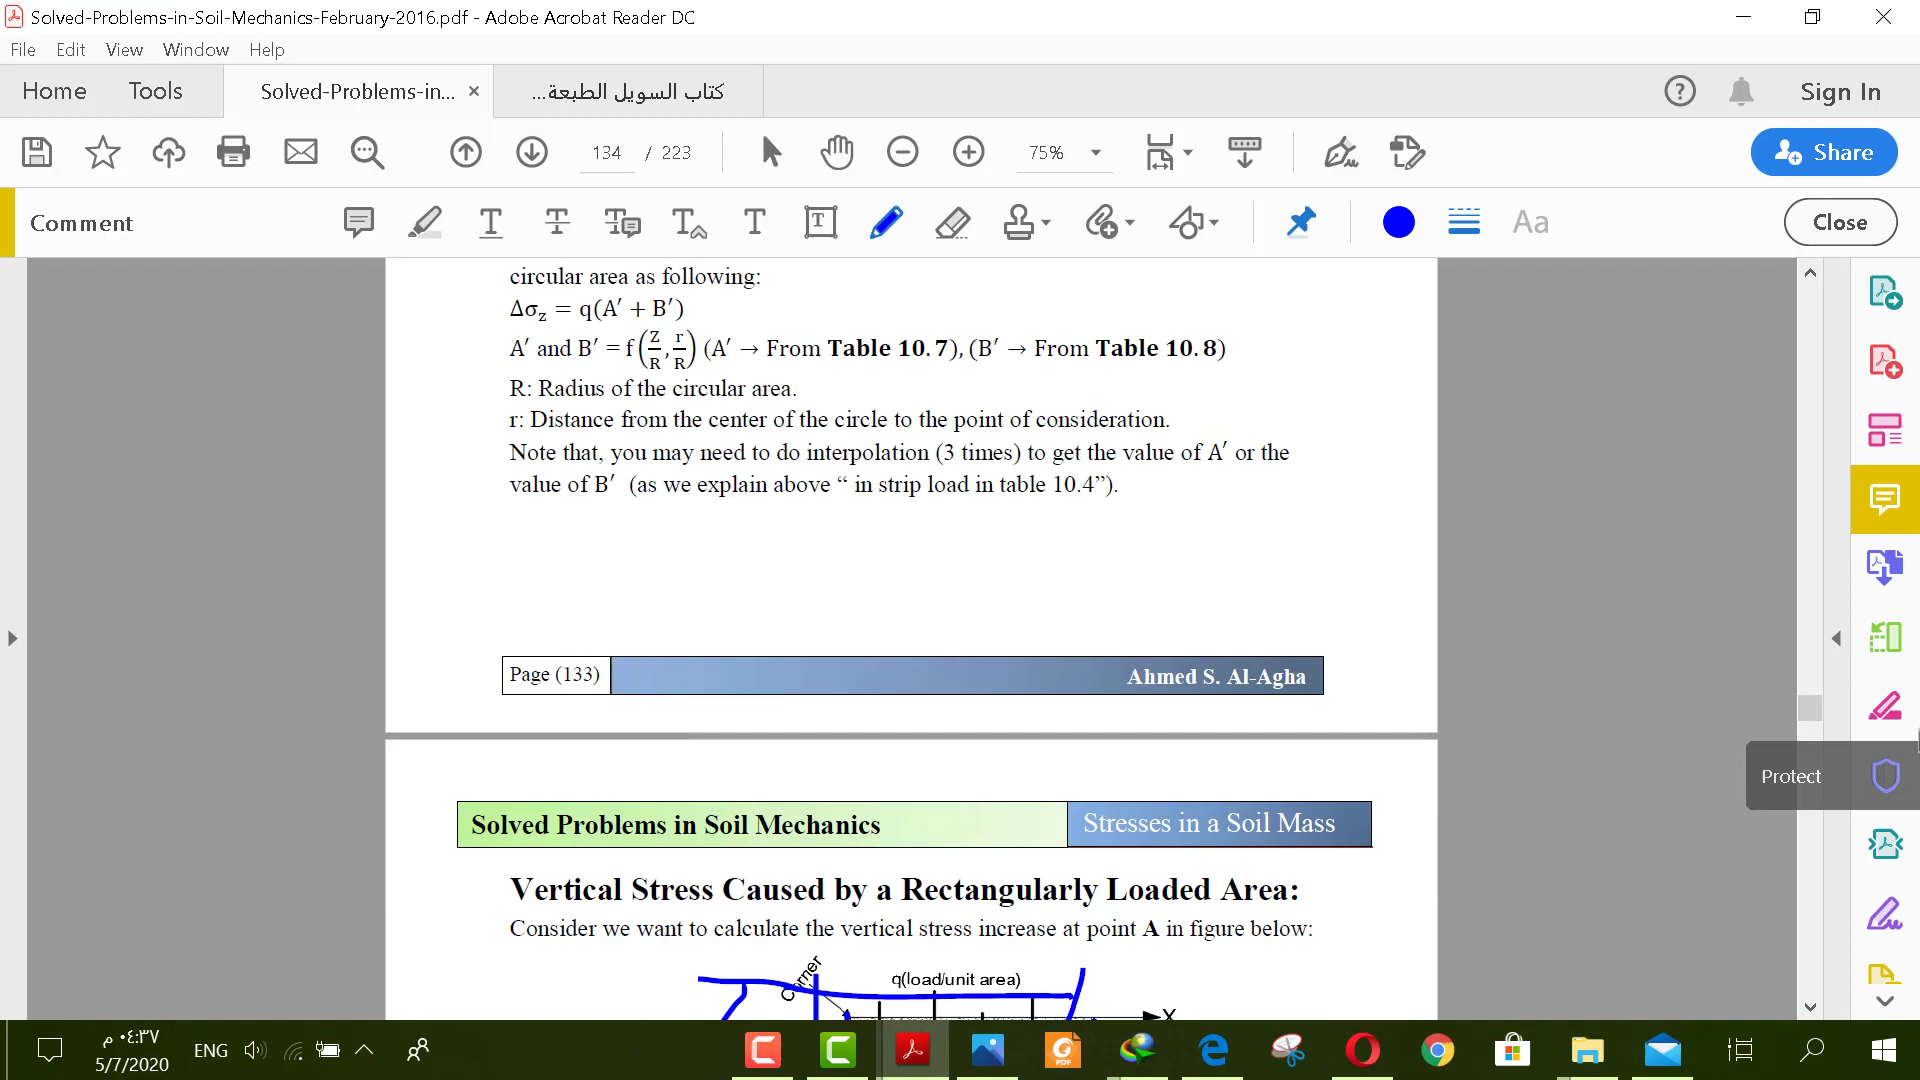 Solved-Problems-in-Soil-Mechanics-February-2016.pdf - Adobe Acrobat Reader DC
File Edit View Window Help
Home Tools Solved-Problems-in... × كتاب السويل الطبعة... Sign In
134 / 223 75% Share
Comment Aa Close
circular area as following:
Δσz = q(A′ + B′)
A′ and B′ = f(Z/R, r/R) (A′ → From Table 10.7), (B′ → From Table 10.8)
R: Radius of the circular area.
r: Distance from the center of the circle to the point of consideration.
Note that, you may need to do interpolation (3 times) to get the value of A′ or the
value of B′ (as we explain above “ in strip load in table 10.4”).
Page (133) Ahmed S. Al-Agha
Protect
Solved Problems in Soil Mechanics Stresses in a Soil Mass
Vertical Stress Caused by a Rectangularly Loaded Area:
Consider we want to calculate the vertical stress increase at point A in figure below:
Corner
q(load/unit area)
X
٠٤:٣٧ م
ENG
5/7/2020
PDF